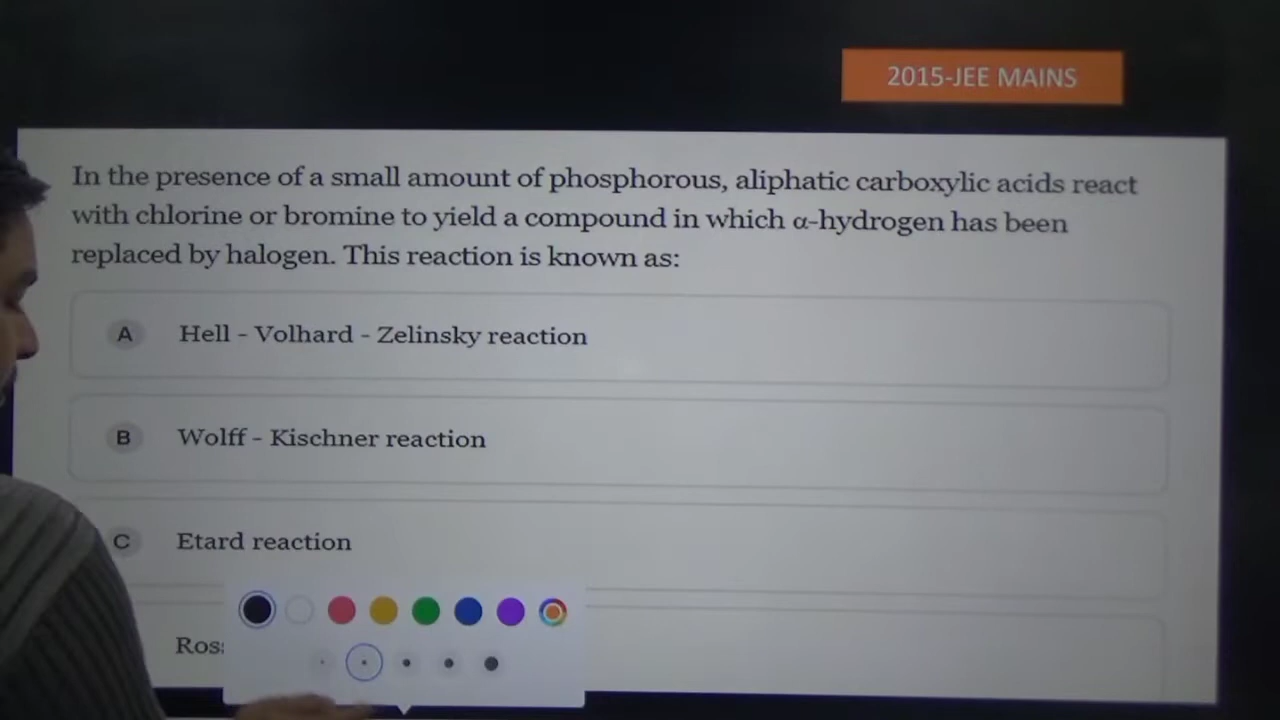 2015-JEE MAINS
In the presence of a small amount of phosphorous, aliphatic carboxylic acids react
with chlorine or bromine to yield a compound in which α-hydrogen has been
replaced by halogen. This reaction is known as:
A Hell - Volhard - Zelinsky reaction
B Wolff - Kischner reaction
C Etard reaction